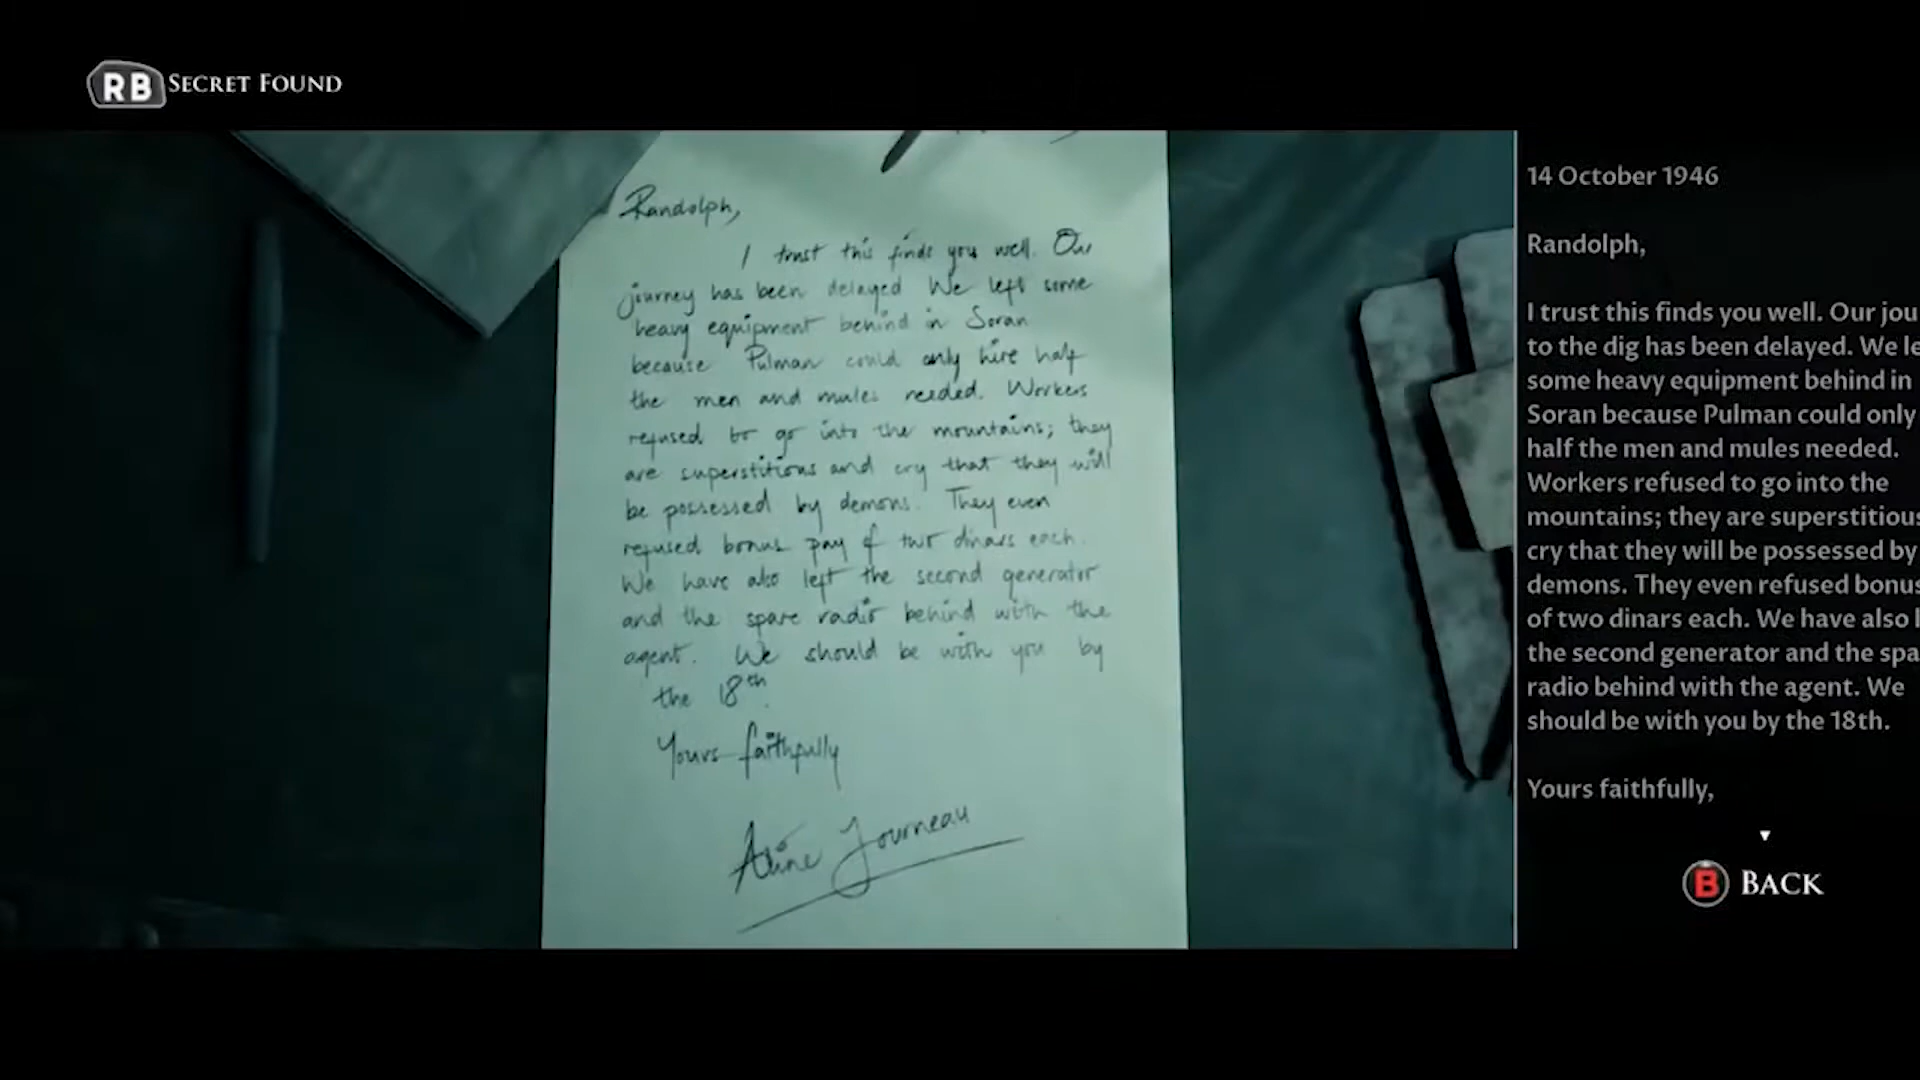 RB SECRET FOUND
Randolph,
I trust this finds you well. Our
journey has been delayed We left some
heavy equipment behind in Soran
because Pulman could only hire half
the men and mules needed. Workers
refused to go into the mountains; they
are superstitious and cry that they will
be possessed by demons. They even
refused bonus pay of two dinars each.
We have also left the second generator
and the spare radio behind with the
agent. We should be with you by
the 18th.
Yours faithfully
Aline Journeau
14 October 1946
Randolph,
I trust this finds you well. Our jou
to the dig has been delayed. We le
some heavy equipment behind in
Soran because Pulman could only
half the men and mules needed.
Workers refused to go into the
mountains; they are superstitious
cry that they will be possessed by
demons. They even refused bonus
of two dinars each. We have also l
the second generator and the spa
radio behind with the agent. We
should be with you by the 18th.
Yours faithfully,
B BACK